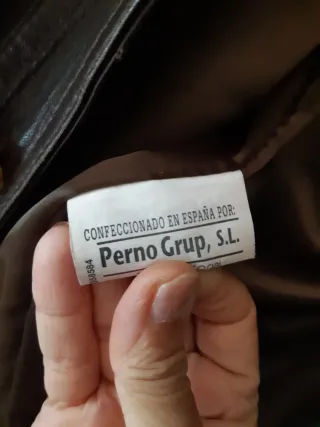 CONFECCIONADO EN ESPAÑA POR:
Perno Grup, S.L.